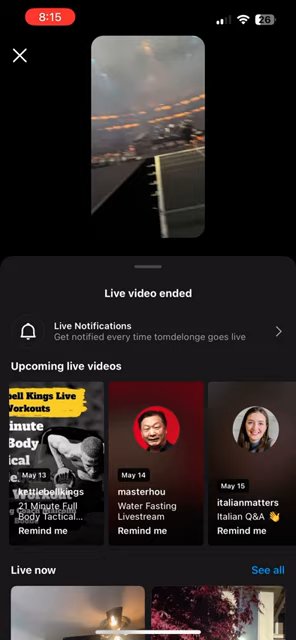 8:15
26
Live video ended
Live Notifications
Get notified every time tomdelonge goes live
Upcoming live videos
bell Kings Live
Workouts
inute
Body
ical
May 13
kettlebellkings
21 Minute Full
Body Tactical...
Remind me
May 14
masterhou
Water Fasting
Livestream
Remind me
May 15
italianmatters
Italian Q&A 👋
Remind me
Live now
See all